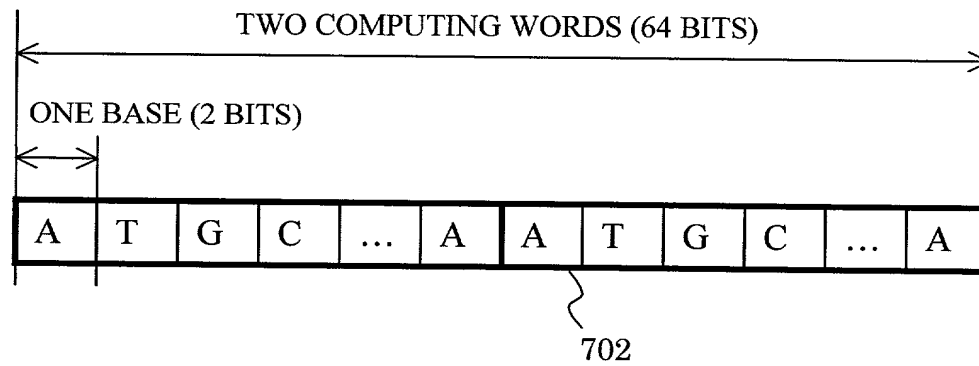 TWO COMPUTING WORDS (64 BITS)
ONE BASE (2 BITS)
A T G C ... A A T G C ... A
702